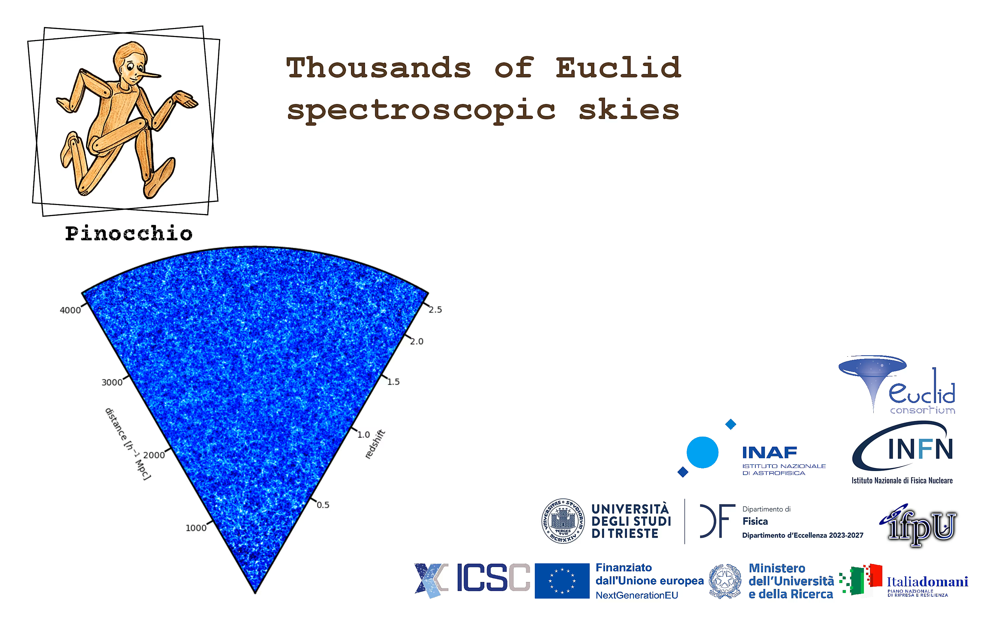 Thousands of Euclid
spectroscopic skies
Pinocchio
4000
3000
2000
1000
distance [h⁻¹ Mpc]
2.5
2.0
1.5
1.0
0.5
redshift
euclid
consortium
INAF
ISTITUTO NAZIONALE
DI ASTROFISICA
INFN
Istituto Nazionale di Fisica Nucleare
VNIVERSITAS STVDIORVM
TERGES
TVM
MCMXXIV
UNIVERSITÀ
DEGLI STUDI
DI TRIESTE
DF
Dipartimento di
Fisica
Dipartimento d'Eccellenza 2023-2027
ifpU
ICSC
Finanziato
dall'Unione europea
NextGenerationEU
Ministero
dell'Università
e della Ricerca
Italiadomani
PIANO NAZIONALE
DI RIPRESA E RESILIENZA